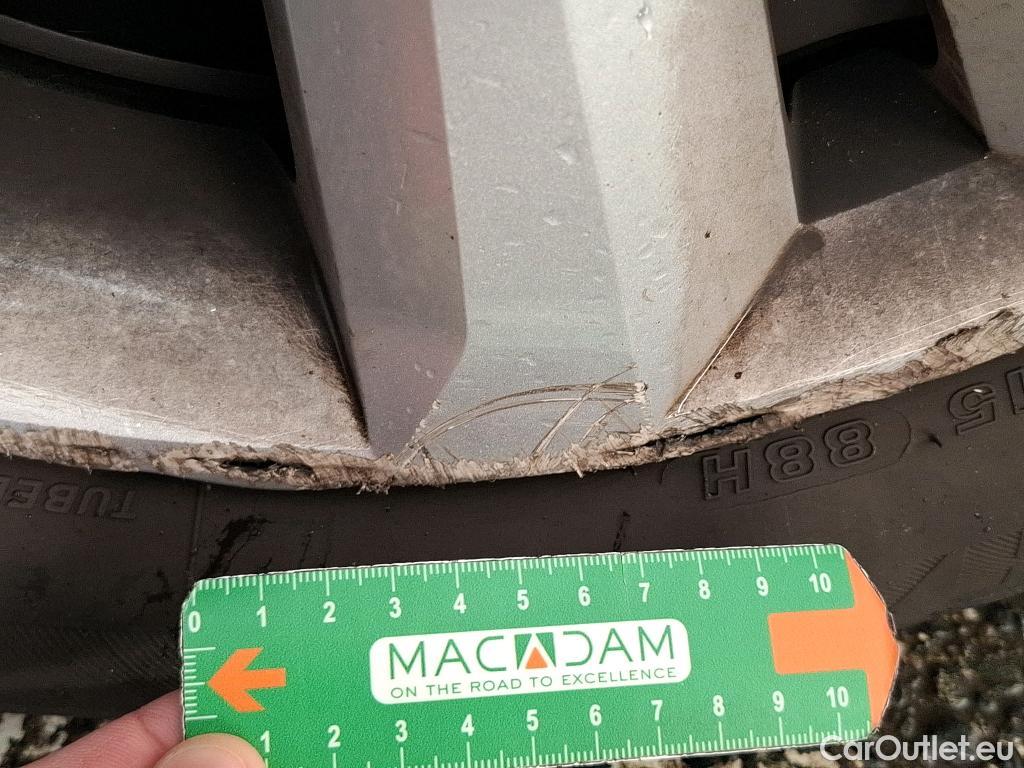 15
88H
TUBEL
0 1 2 3 4 5 6 7 8 9 10
MACADAM
ON THE ROAD TO EXCELLENCE
1 2 3 4 5 6 7 8 9 10
CarOutlet.eu